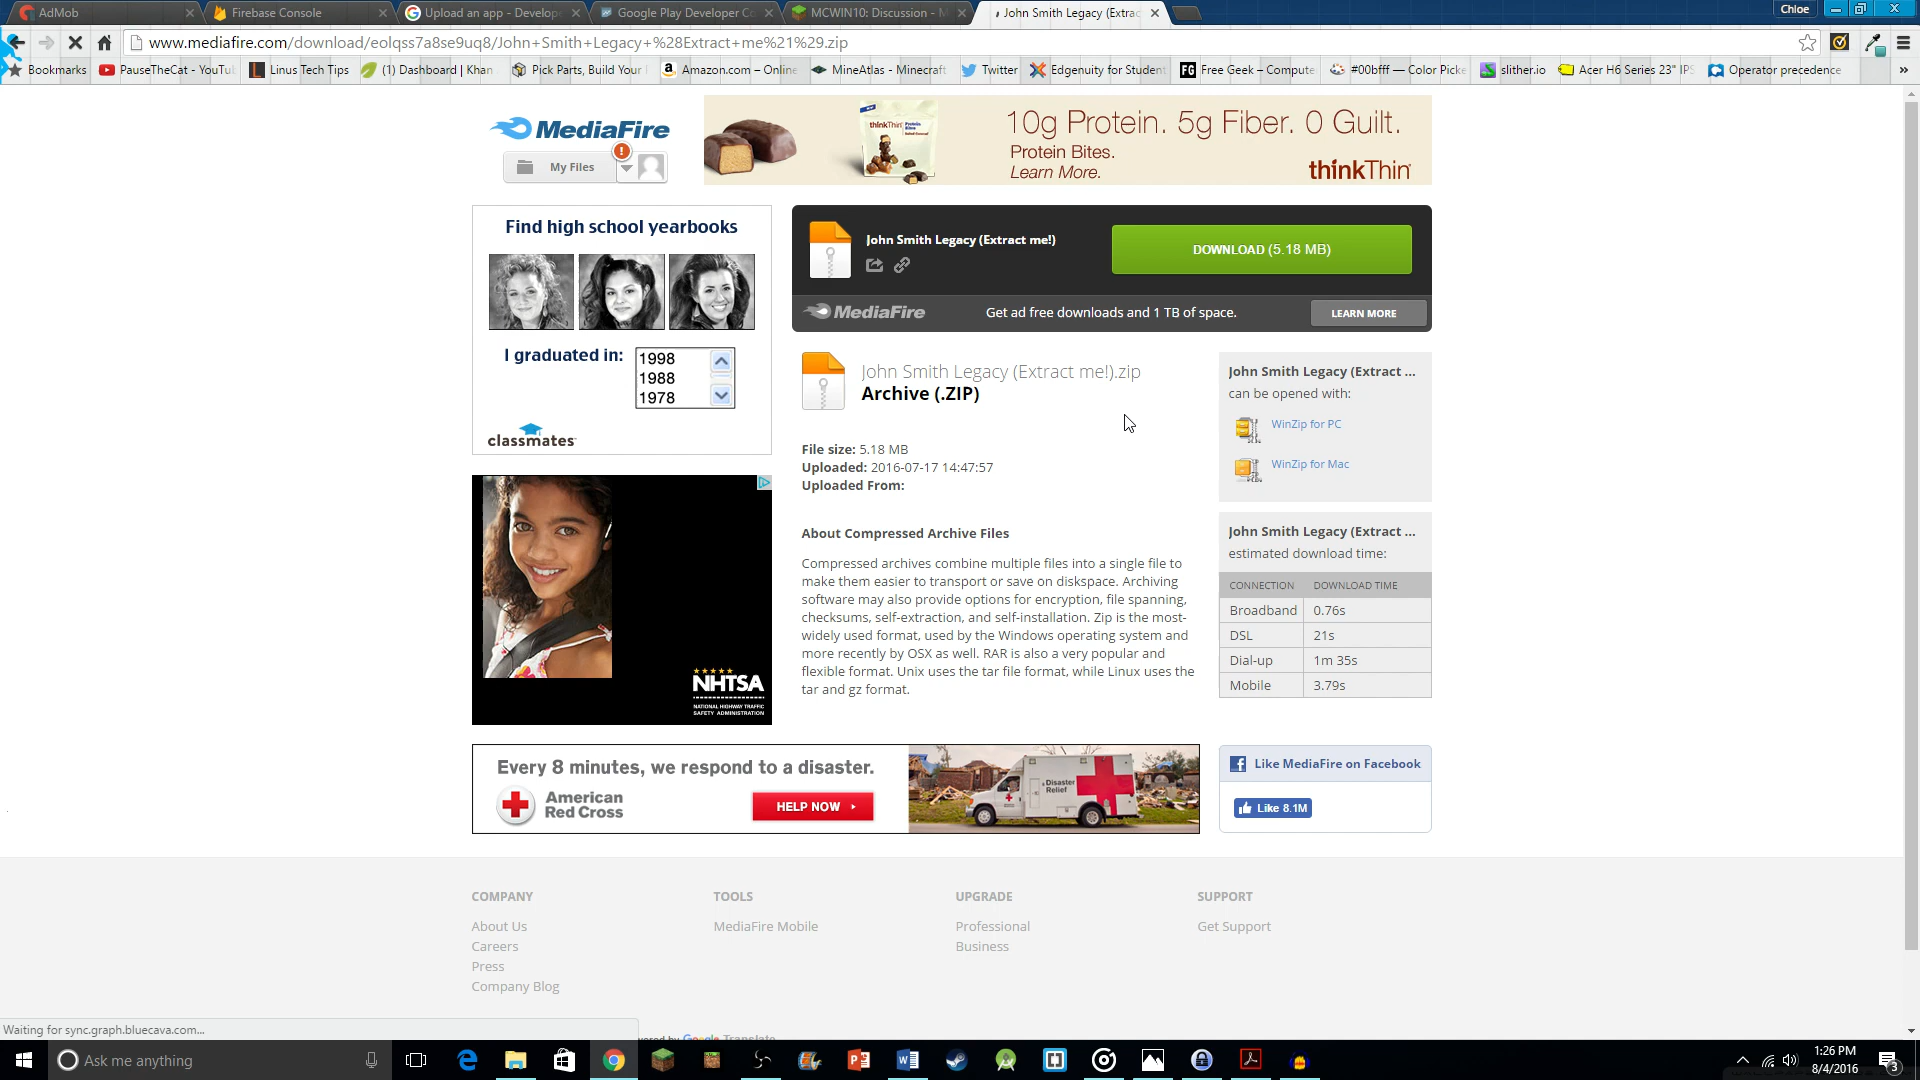 AdMob
Firebase Console
Upload an app - Develope
Google Play Developer Co
MCWIN10: Discussion - M
John Smith Legacy (Extrac
Chloe
www.mediafire.com/download/eolqss7a8se9uq8/John+Smith+Legacy+%28Extract+me%21%29.zip
Bookmarks
PauseTheCat - YouTu
Linus Tech Tips
(1) Dashboard | Khan
Pick Parts, Build Your
Amazon.com – Online
MineAtlas - Minecraft
Twitter
Edgenuity for Student
Free Geek – Compute
#00bfff — Color Picke
slither.io
Acer H6 Series 23" IPS
Operator precedence
»
MediaFire
My Files
!
thinkThin
10g Protein. 5g Fiber. 0 Guilt.
Protein Bites.
Learn More.
thinkThin
Find high school yearbooks
I graduated in:
1998
1988
1978
classmates
John Smith Legacy (Extract me!)
DOWNLOAD (5.18 MB)
MediaFire
Get ad free downloads and 1 TB of space.
LEARN MORE
John Smith Legacy (Extract me!).zip
Archive (.ZIP)
File size: 5.18 MB
Uploaded: 2016-07-17 14:47:57
Uploaded From:
About Compressed Archive Files
Compressed archives combine multiple files into a single file to
make them easier to transport or save on diskspace. Archiving
software may also provide options for encryption, file spanning,
checksums, self-extraction, and self-installation. Zip is the most-
widely used format, used by the Windows operating system and
more recently by OSX as well. RAR is also a very popular and
flexible format. Unix uses the tar file format, while Linux uses the
tar and gz format.
John Smith Legacy (Extract ...
can be opened with:
WinZip for PC
WinZip for Mac
John Smith Legacy (Extract ...
estimated download time:
CONNECTION DOWNLOAD TIME
Broadband 0.76s
DSL 21s
Dial-up 1m 35s
Mobile 3.79s
NHTSA
NATIONAL HIGHWAY TRAFFIC
SAFETY ADMINISTRATION
Every 8 minutes, we respond to a disaster.
American
Red Cross
HELP NOW
Disaster
Relief
Like MediaFire on Facebook
Like 8.1M
COMPANY
About Us
Careers
Press
Company Blog
TOOLS
MediaFire Mobile
UPGRADE
Professional
Business
SUPPORT
Get Support
Waiting for sync.graph.bluecava.com...
Google Translate
Ask me anything
1:26 PM
8/4/2016
3